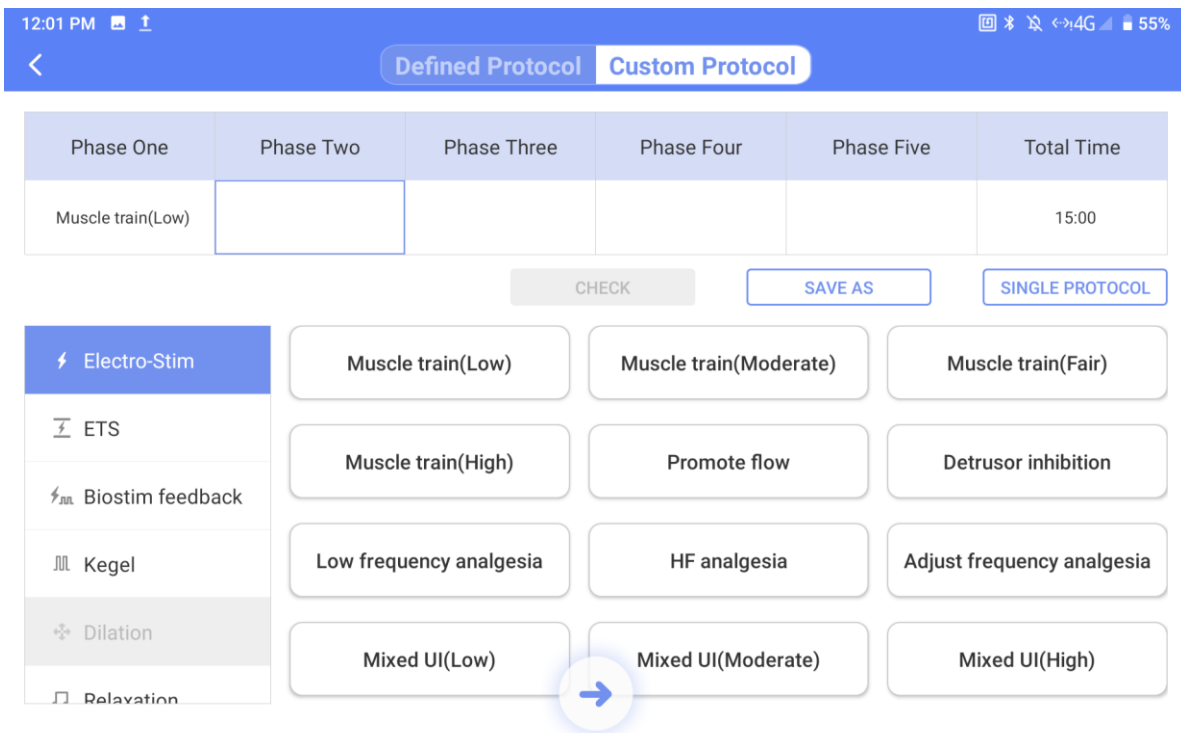 12:01 PM 4G 55%
Defined Protocol Custom Protocol
Phase One Phase Two Phase Three Phase Four Phase Five Total Time
Muscle train(Low) 15:00
CHECK SAVE AS SINGLE PROTOCOL
Electro-Stim
ETS
Biostim feedback
Kegel
Dilation
Relaxation
Muscle train(Low) Muscle train(Moderate) Muscle train(Fair)
Muscle train(High) Promote flow Detrusor inhibition
Low frequency analgesia HF analgesia Adjust frequency analgesia
Mixed UI(Low) Mixed UI(Moderate) Mixed UI(High)